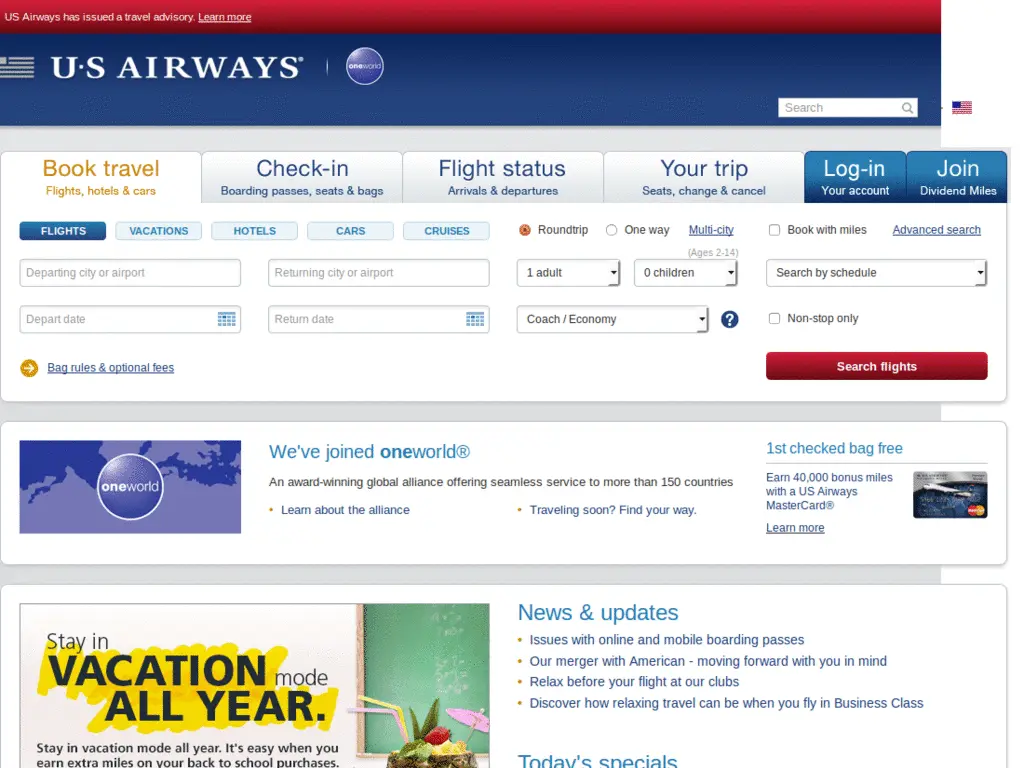 US Airways has issued a travel advisory. Learn more
U·S AIRWAYS®
oneworld
Search
Book travel
Flights, hotels & cars
Check-in
Boarding passes, seats & bags
Flight status
Arrivals & departures
Your trip
Seats, change & cancel
Log-in
Your account
Join
Dividend Miles
FLIGHTS
VACATIONS
HOTELS
CARS
CRUISES
Roundtrip
One way
Multi-city
Book with miles
Advanced search
(Ages 2-14)
Departing city or airport
Returning city or airport
1 adult
0 children
Search by schedule
Depart date
Return date
Coach / Economy
?
Non-stop only
Bag rules & optional fees
Search flights
oneworld
We've joined oneworld®
An award-winning global alliance offering seamless service to more than 150 countries
• Learn about the alliance
• Traveling soon? Find your way.
1st checked bag free
Earn 40,000 bonus miles
with a US Airways
MasterCard®
Learn more
Stay in
VACATION mode
ALL YEAR.
Stay in vacation mode all year. It's easy when you
earn extra miles on your back to school purchases.
News & updates
• Issues with online and mobile boarding passes
• Our merger with American - moving forward with you in mind
• Relax before your flight at our clubs
• Discover how relaxing travel can be when you fly in Business Class
Today's specials